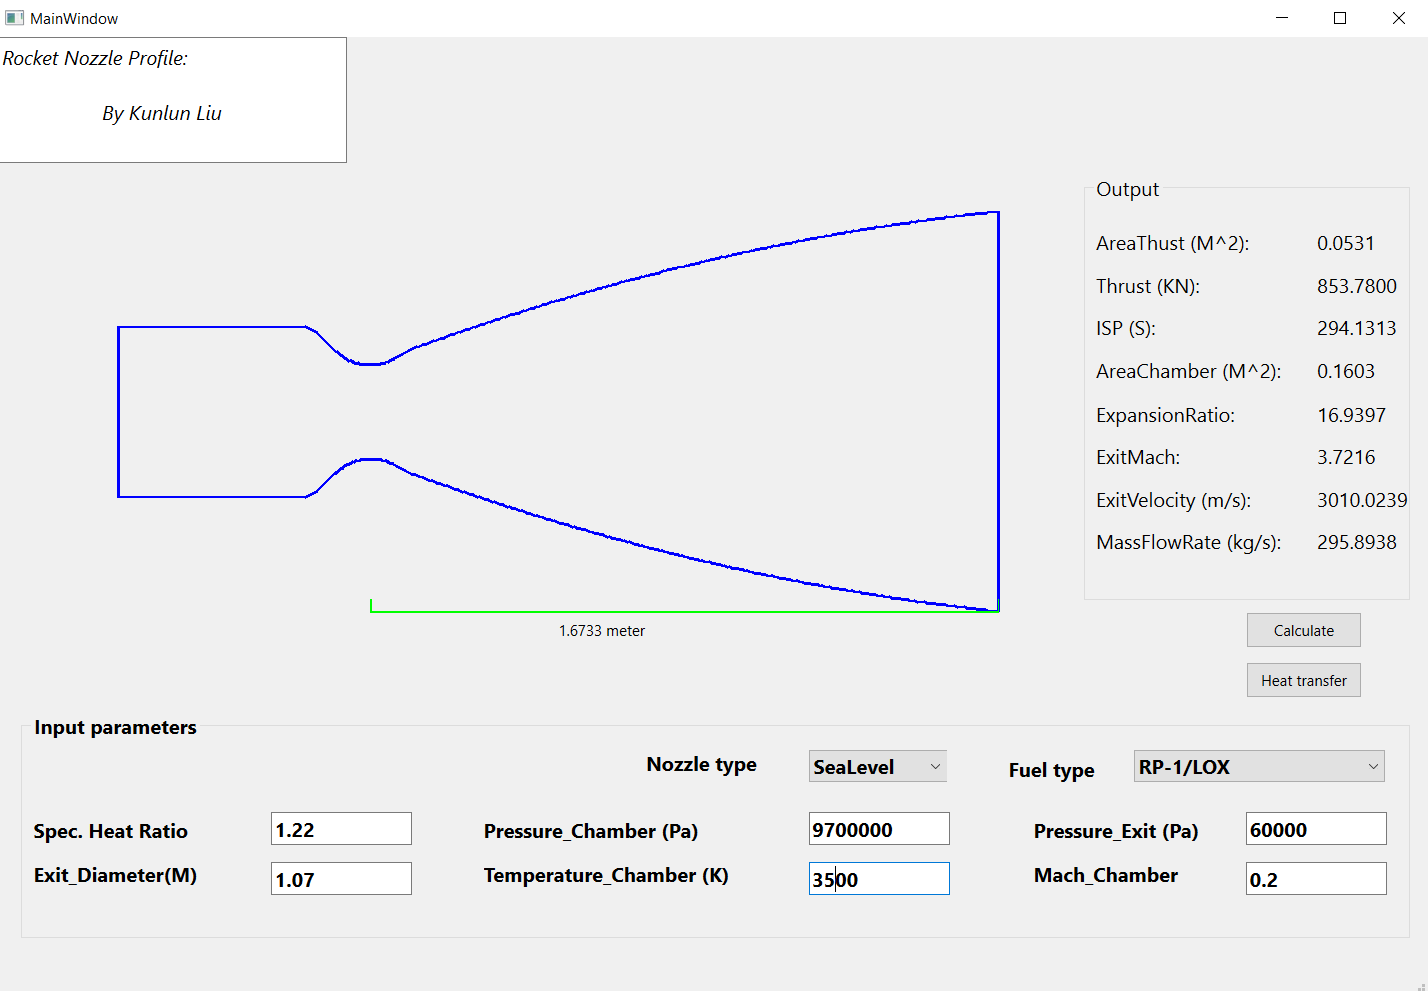 MainWindow
Rocket Nozzle Profile:
By Kunlun Liu
Output
AreaThust (M^2): 0.0531
Thrust (KN): 853.7800
ISP (S): 294.1313
AreaChamber (M^2): 0.1603
ExpansionRatio: 16.9397
ExitMach: 3.7216
ExitVelocity (m/s): 3010.0239
MassFlowRate (kg/s): 295.8938
1.6733 meter
Calculate
Heat transfer
Input parameters
Nozzle type SeaLevel Fuel type RP-1/LOX
Spec. Heat Ratio 1.22 Pressure_Chamber (Pa) 9700000 Pressure_Exit (Pa) 60000
Exit_Diameter(M) 1.07 Temperature_Chamber (K) 3500 Mach_Chamber 0.2